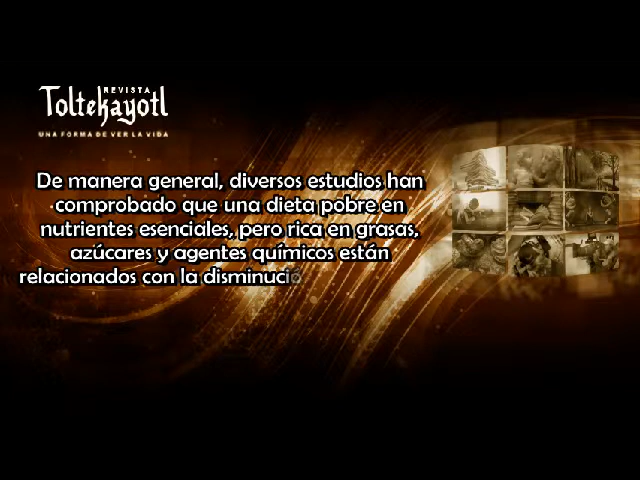 REVISTA
Toltekayotl
UNA FORMA DE VER LA VIDA
De manera general, diversos estudios han
comprobado que una dieta pobre en
nutrientes esenciales, pero rica en grasas,
azúcares y agentes químicos están
relacionados con la disminució